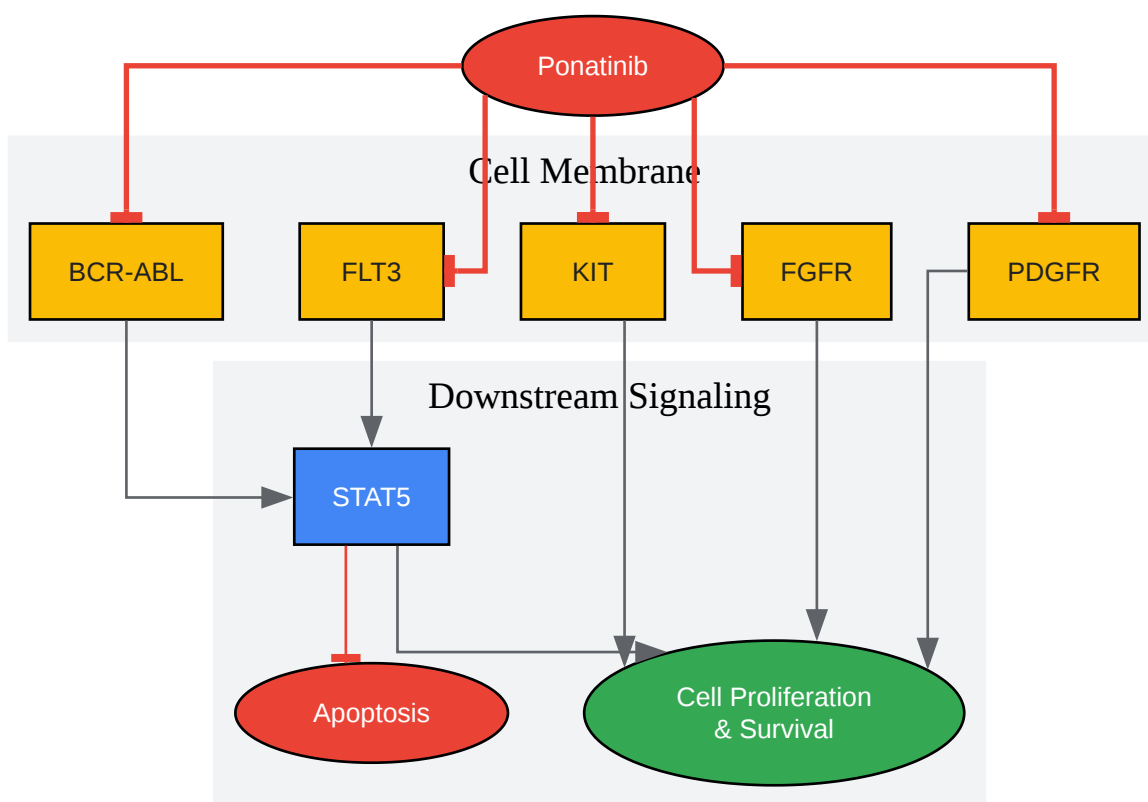 Ponatinib
Cell Membrane
BCR-ABL
FLT3
KIT
FGFR
PDGFR
Downstream Signaling
STAT5
Apoptosis
Cell Proliferation
& Survival